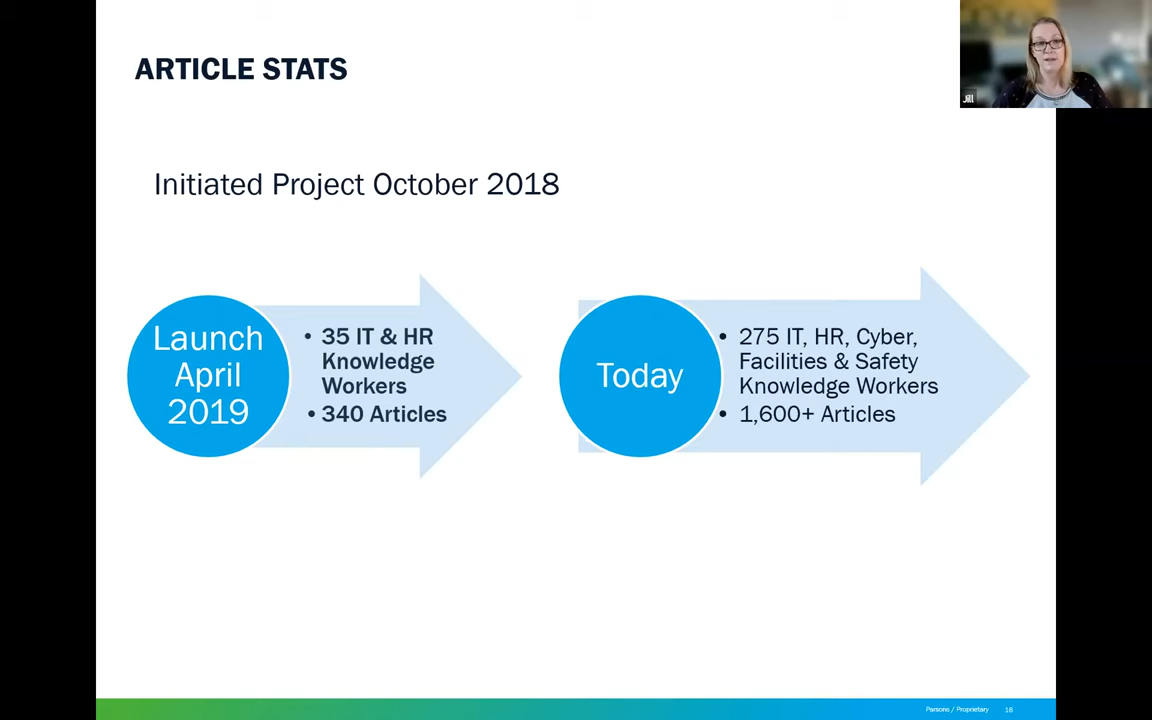 ARTICLE STATS
Jill
Initiated Project October 2018
Launch
April
2019
• 35 IT & HR
Knowledge
Workers
• 340 Articles
Today
• 275 IT, HR, Cyber,
Facilities & Safety
Knowledge Workers
• 1,600+ Articles
Parsons / Proprietary 18